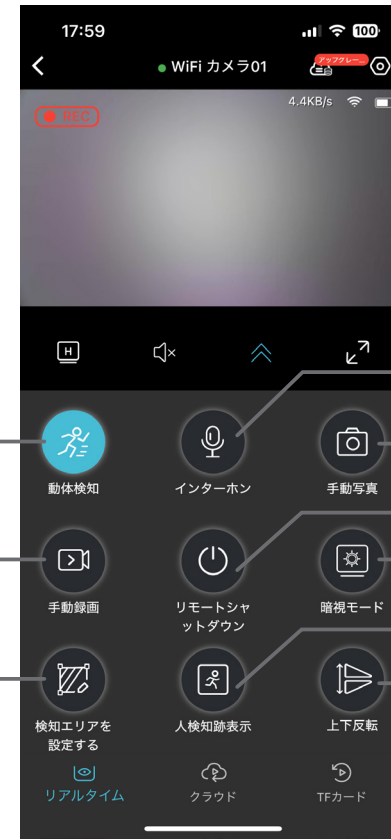 17:59
100
WiFi カメラ01
アップグレー...
REC
4.4KB/s
H
動体検知
インターホン
手動写真
手動録画
リモートシャ
ットダウン
暗視モード
検知エリアを
設定する
人検知跡表示
上下反転
リアルタイム
クラウド
TFカード